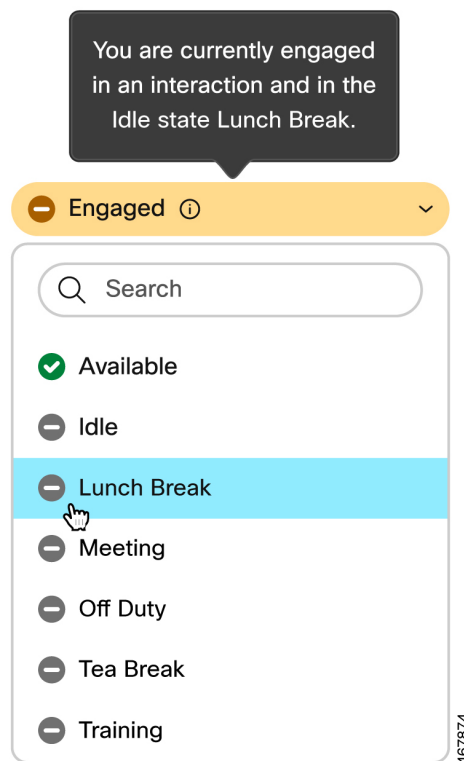 You are currently engaged
in an interaction and in the
Idle state Lunch Break.
Engaged
Search
Available
Idle
Lunch Break
Meeting
Off Duty
Tea Break
Training
467874